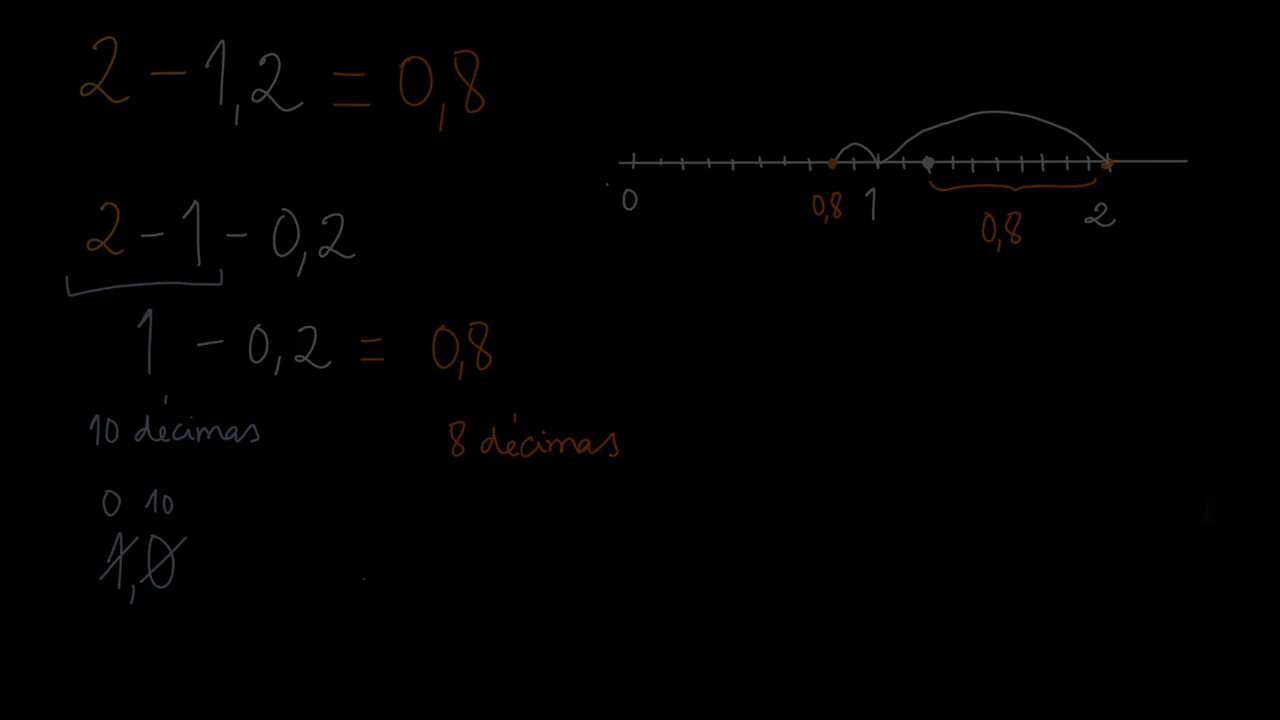 2 - 1,2 = 0,8
0 0,8 1 0,8 2
2 - 1 - 0,2
1 - 0,2 = 0,8
10 décimas 8 décimas
0 10
1,0